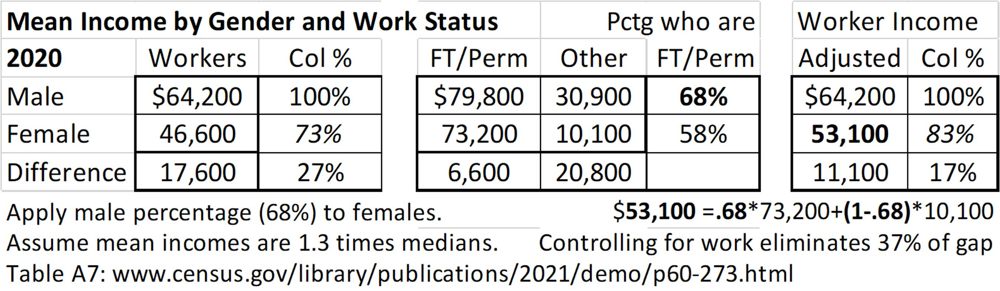 Mean Income by Gender and Work Status Pctg who are Worker Income
2020 Workers Col % FT/Perm Other FT/Perm Adjusted Col %
Male $64,200 100% $79,800 30,900 68% $64,200 100%
Female 46,600 73% 73,200 10,100 58% 53,100 83%
Difference 17,600 27% 6,600 20,800 11,100 17%
Apply male percentage (68%) to females. $53,100 =.68*73,200+(1-.68)*10,100
Assume mean incomes are 1.3 times medians. Controlling for work eliminates 37% of gap
Table A7: www.census.gov/library/publications/2021/demo/p60-273.html